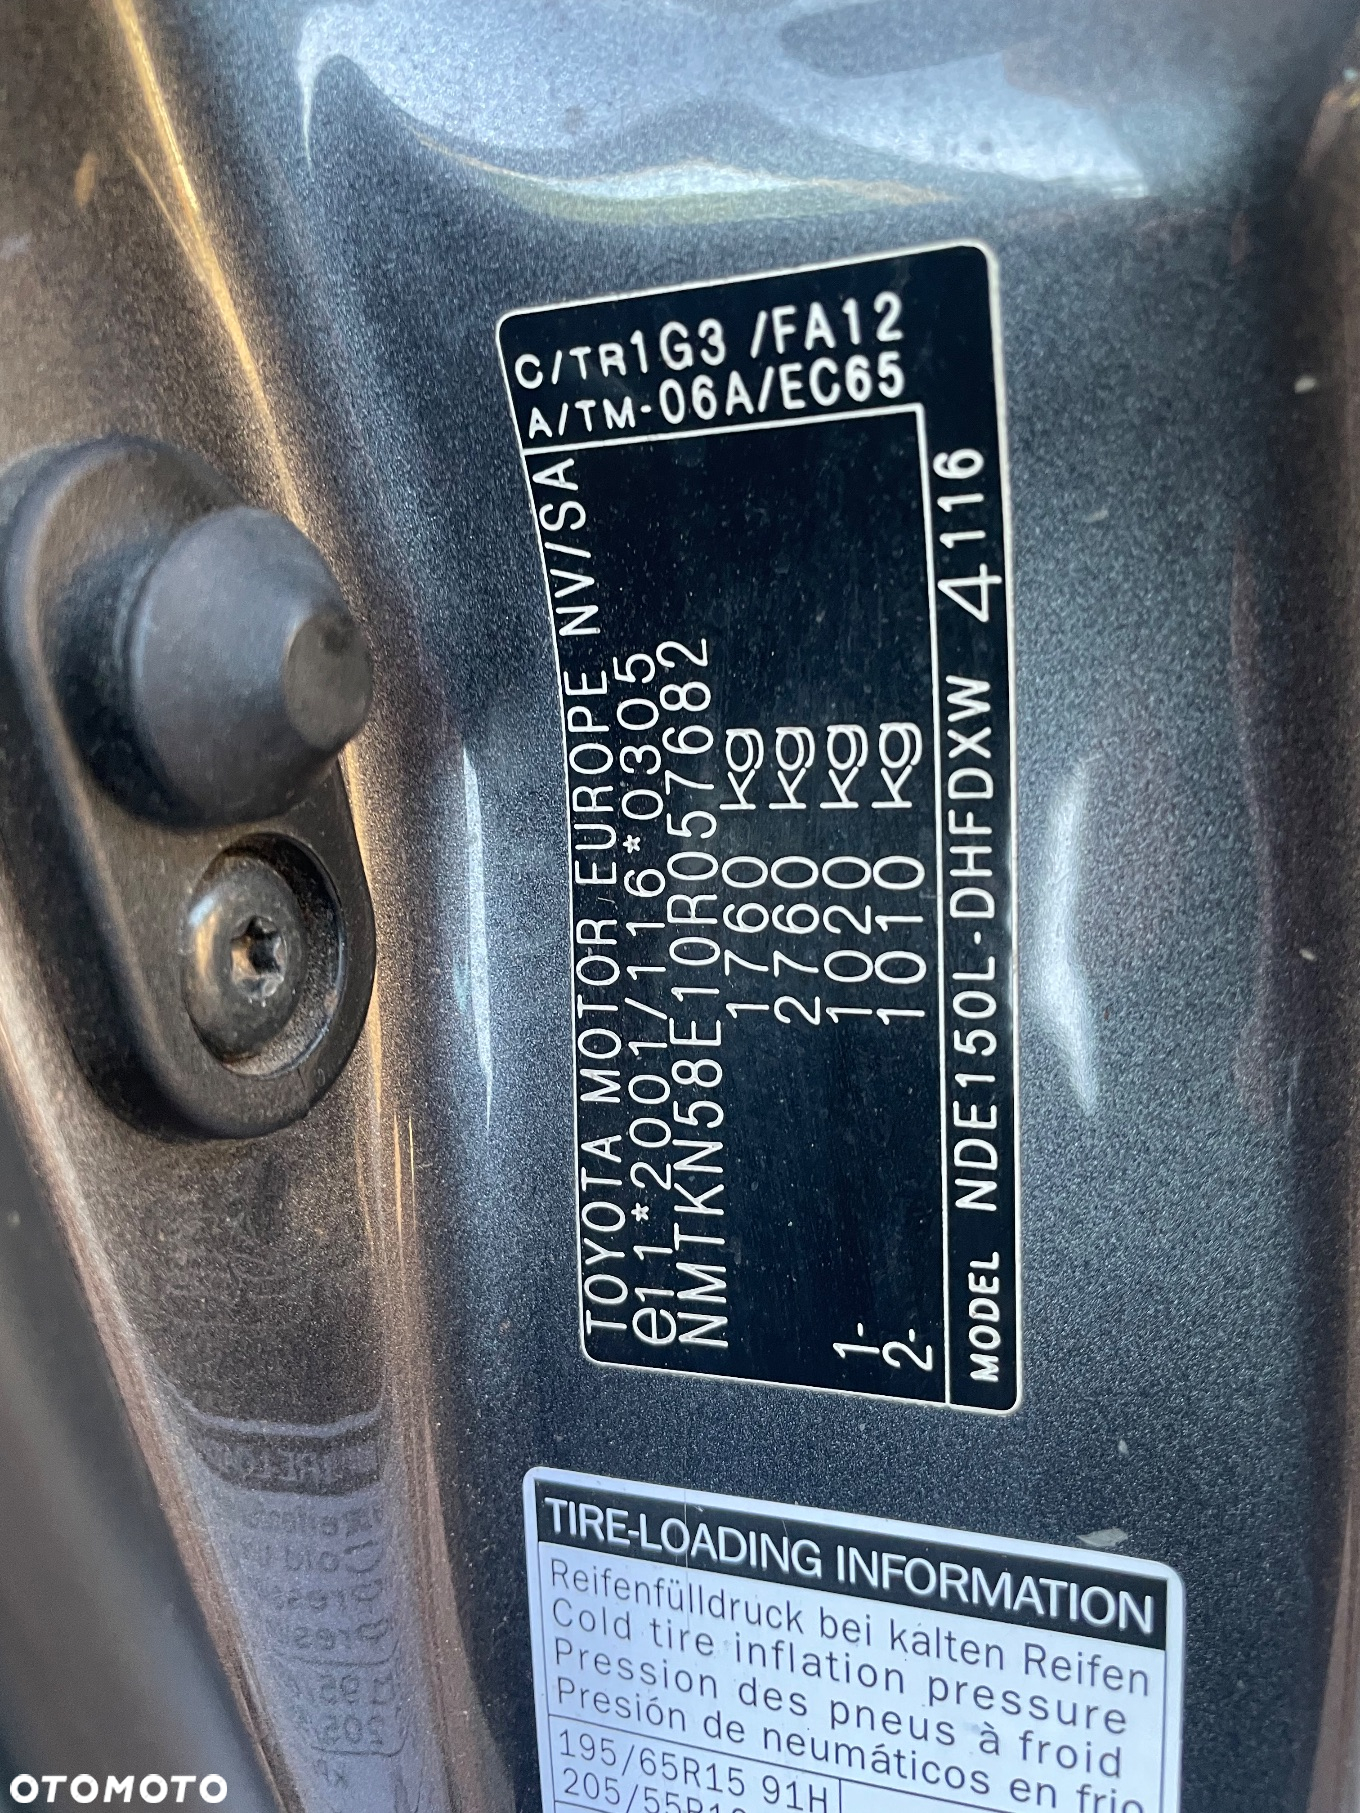 C/TR1G3 /FA12
A/TM-06A/EC65
TOYOTA MOTOR EUROPE NV/SA
e11*2001/116*0305
NMTKN58E10R057682
1760 kg
2760 kg
1- 1020 kg
2- 1010 kg
MODEL NDE150L-DHFDXW 4116
TIRE-LOADING INFORMATION
Reifenfülldruck bei kalten Reifen
Cold tire inflation pressure
Pression des pneus à froid
Presión de neumáticos en frio
195/65R15 91H
OTOMOTO